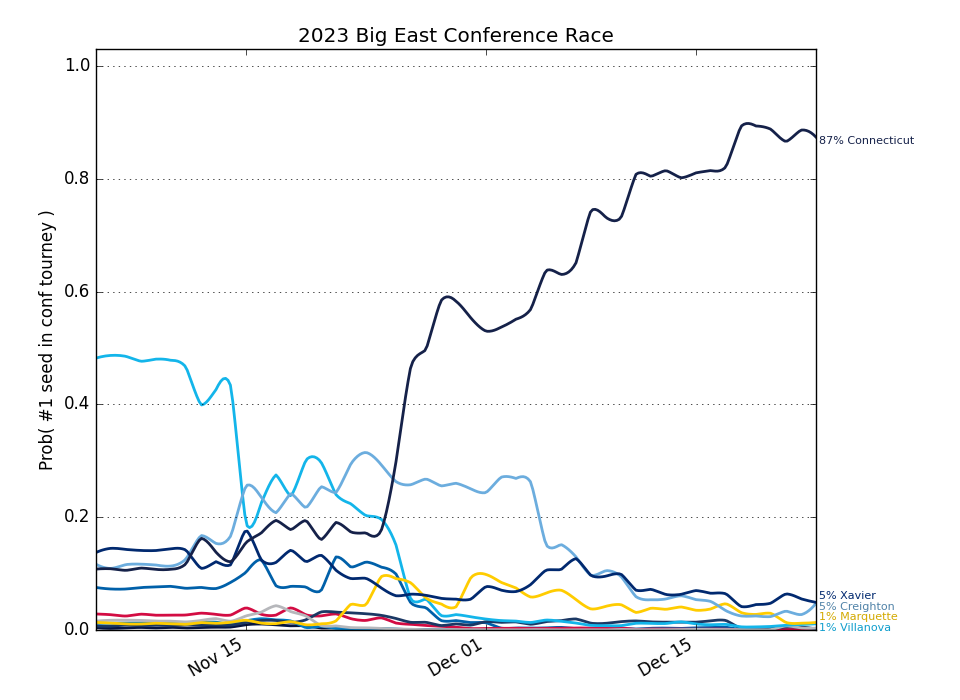 2023 Big East Conference Race
Prob( #1 seed in conf tourney )
1.0
0.8
0.6
0.4
0.2
0.0
Nov 15
Dec 01
Dec 15
87% Connecticut
5% Xavier
5% Creighton
1% Marquette
1% Villanova